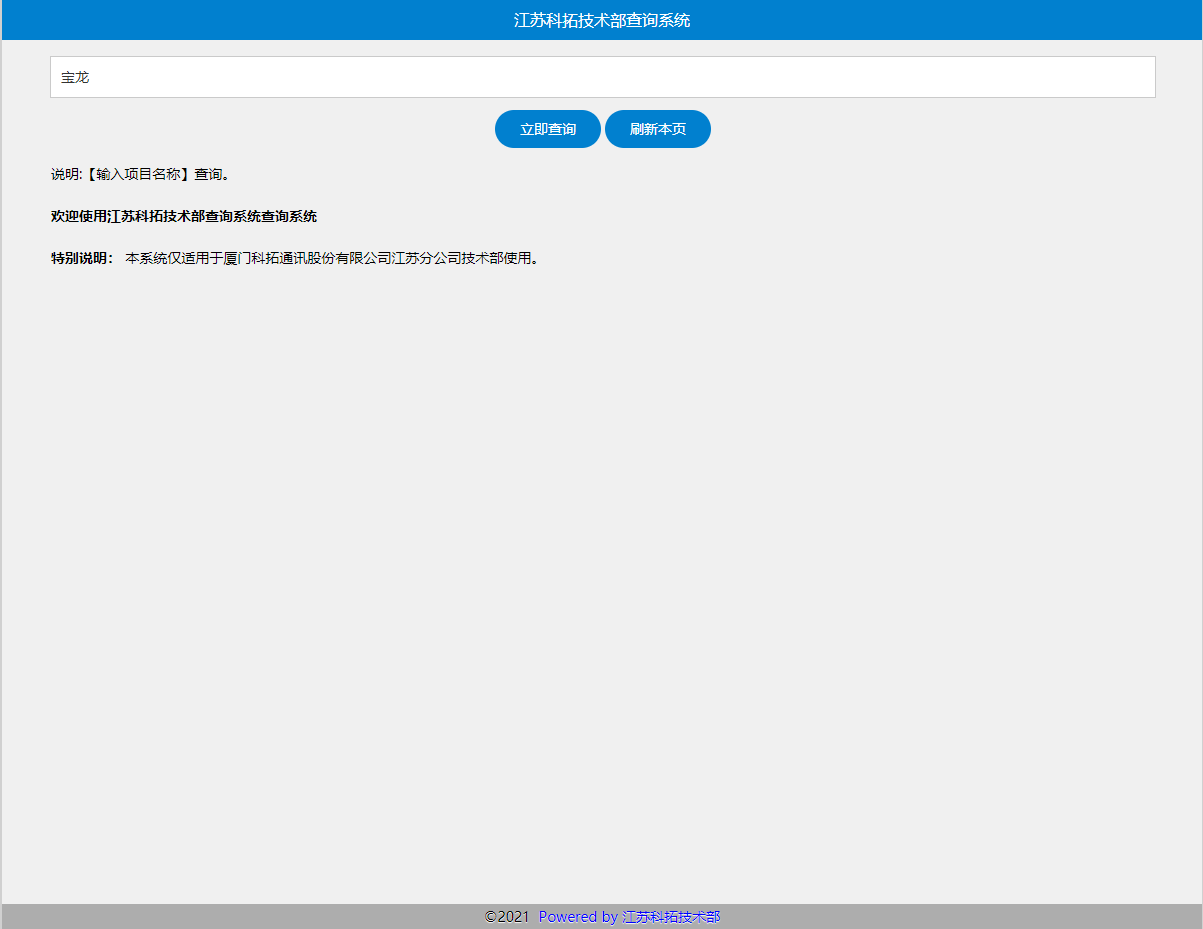 江苏科拓技术部查询系统
宝龙
立即查询 刷新本页
说明:【输入项目名称】查询。
欢迎使用江苏科拓技术部查询系统查询系统
特别说明： 本系统仅适用于厦门科拓通讯股份有限公司江苏分公司技术部使用。
©2021 Powered by 江苏科拓技术部